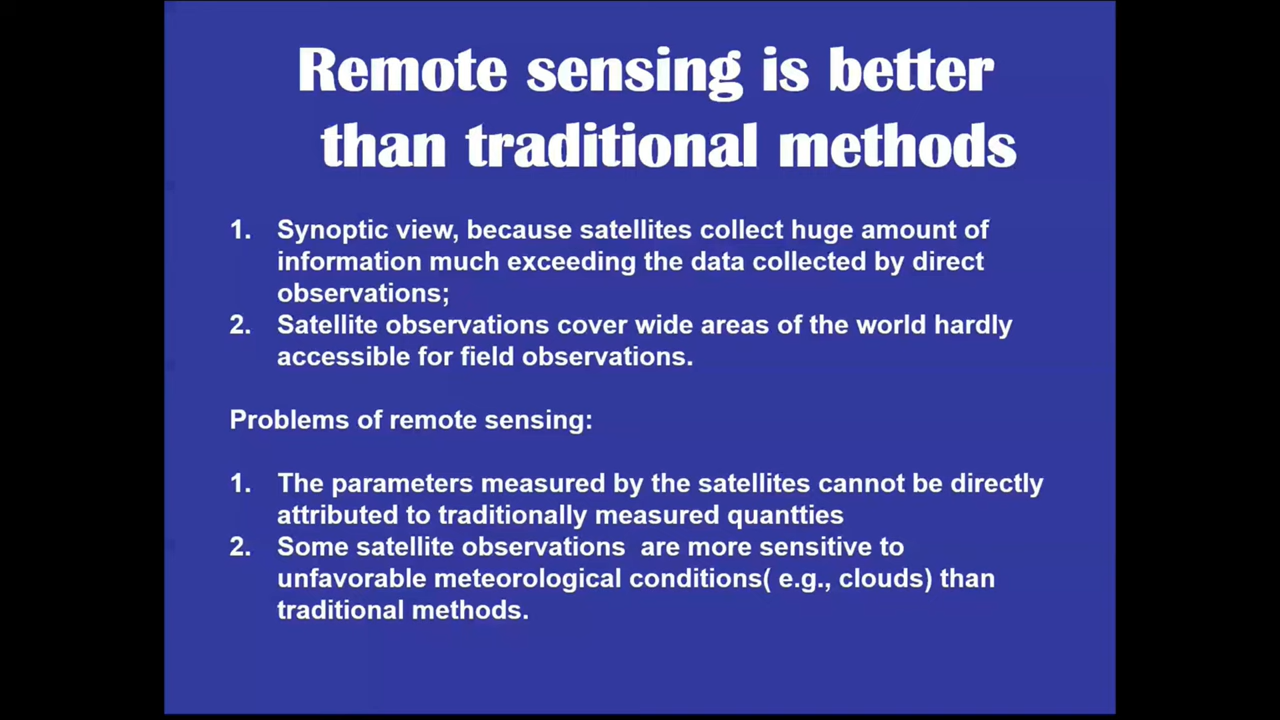 Remote sensing is better
than traditional methods
1. Synoptic view, because satellites collect huge amount of
information much exceeding the data collected by direct
observations;
2. Satellite observations cover wide areas of the world hardly
accessible for field observations.
Problems of remote sensing:
1. The parameters measured by the satellites cannot be directly
attributed to traditionally measured quantties
2. Some satellite observations are more sensitive to
unfavorable meteorological conditions( e.g., clouds) than
traditional methods.